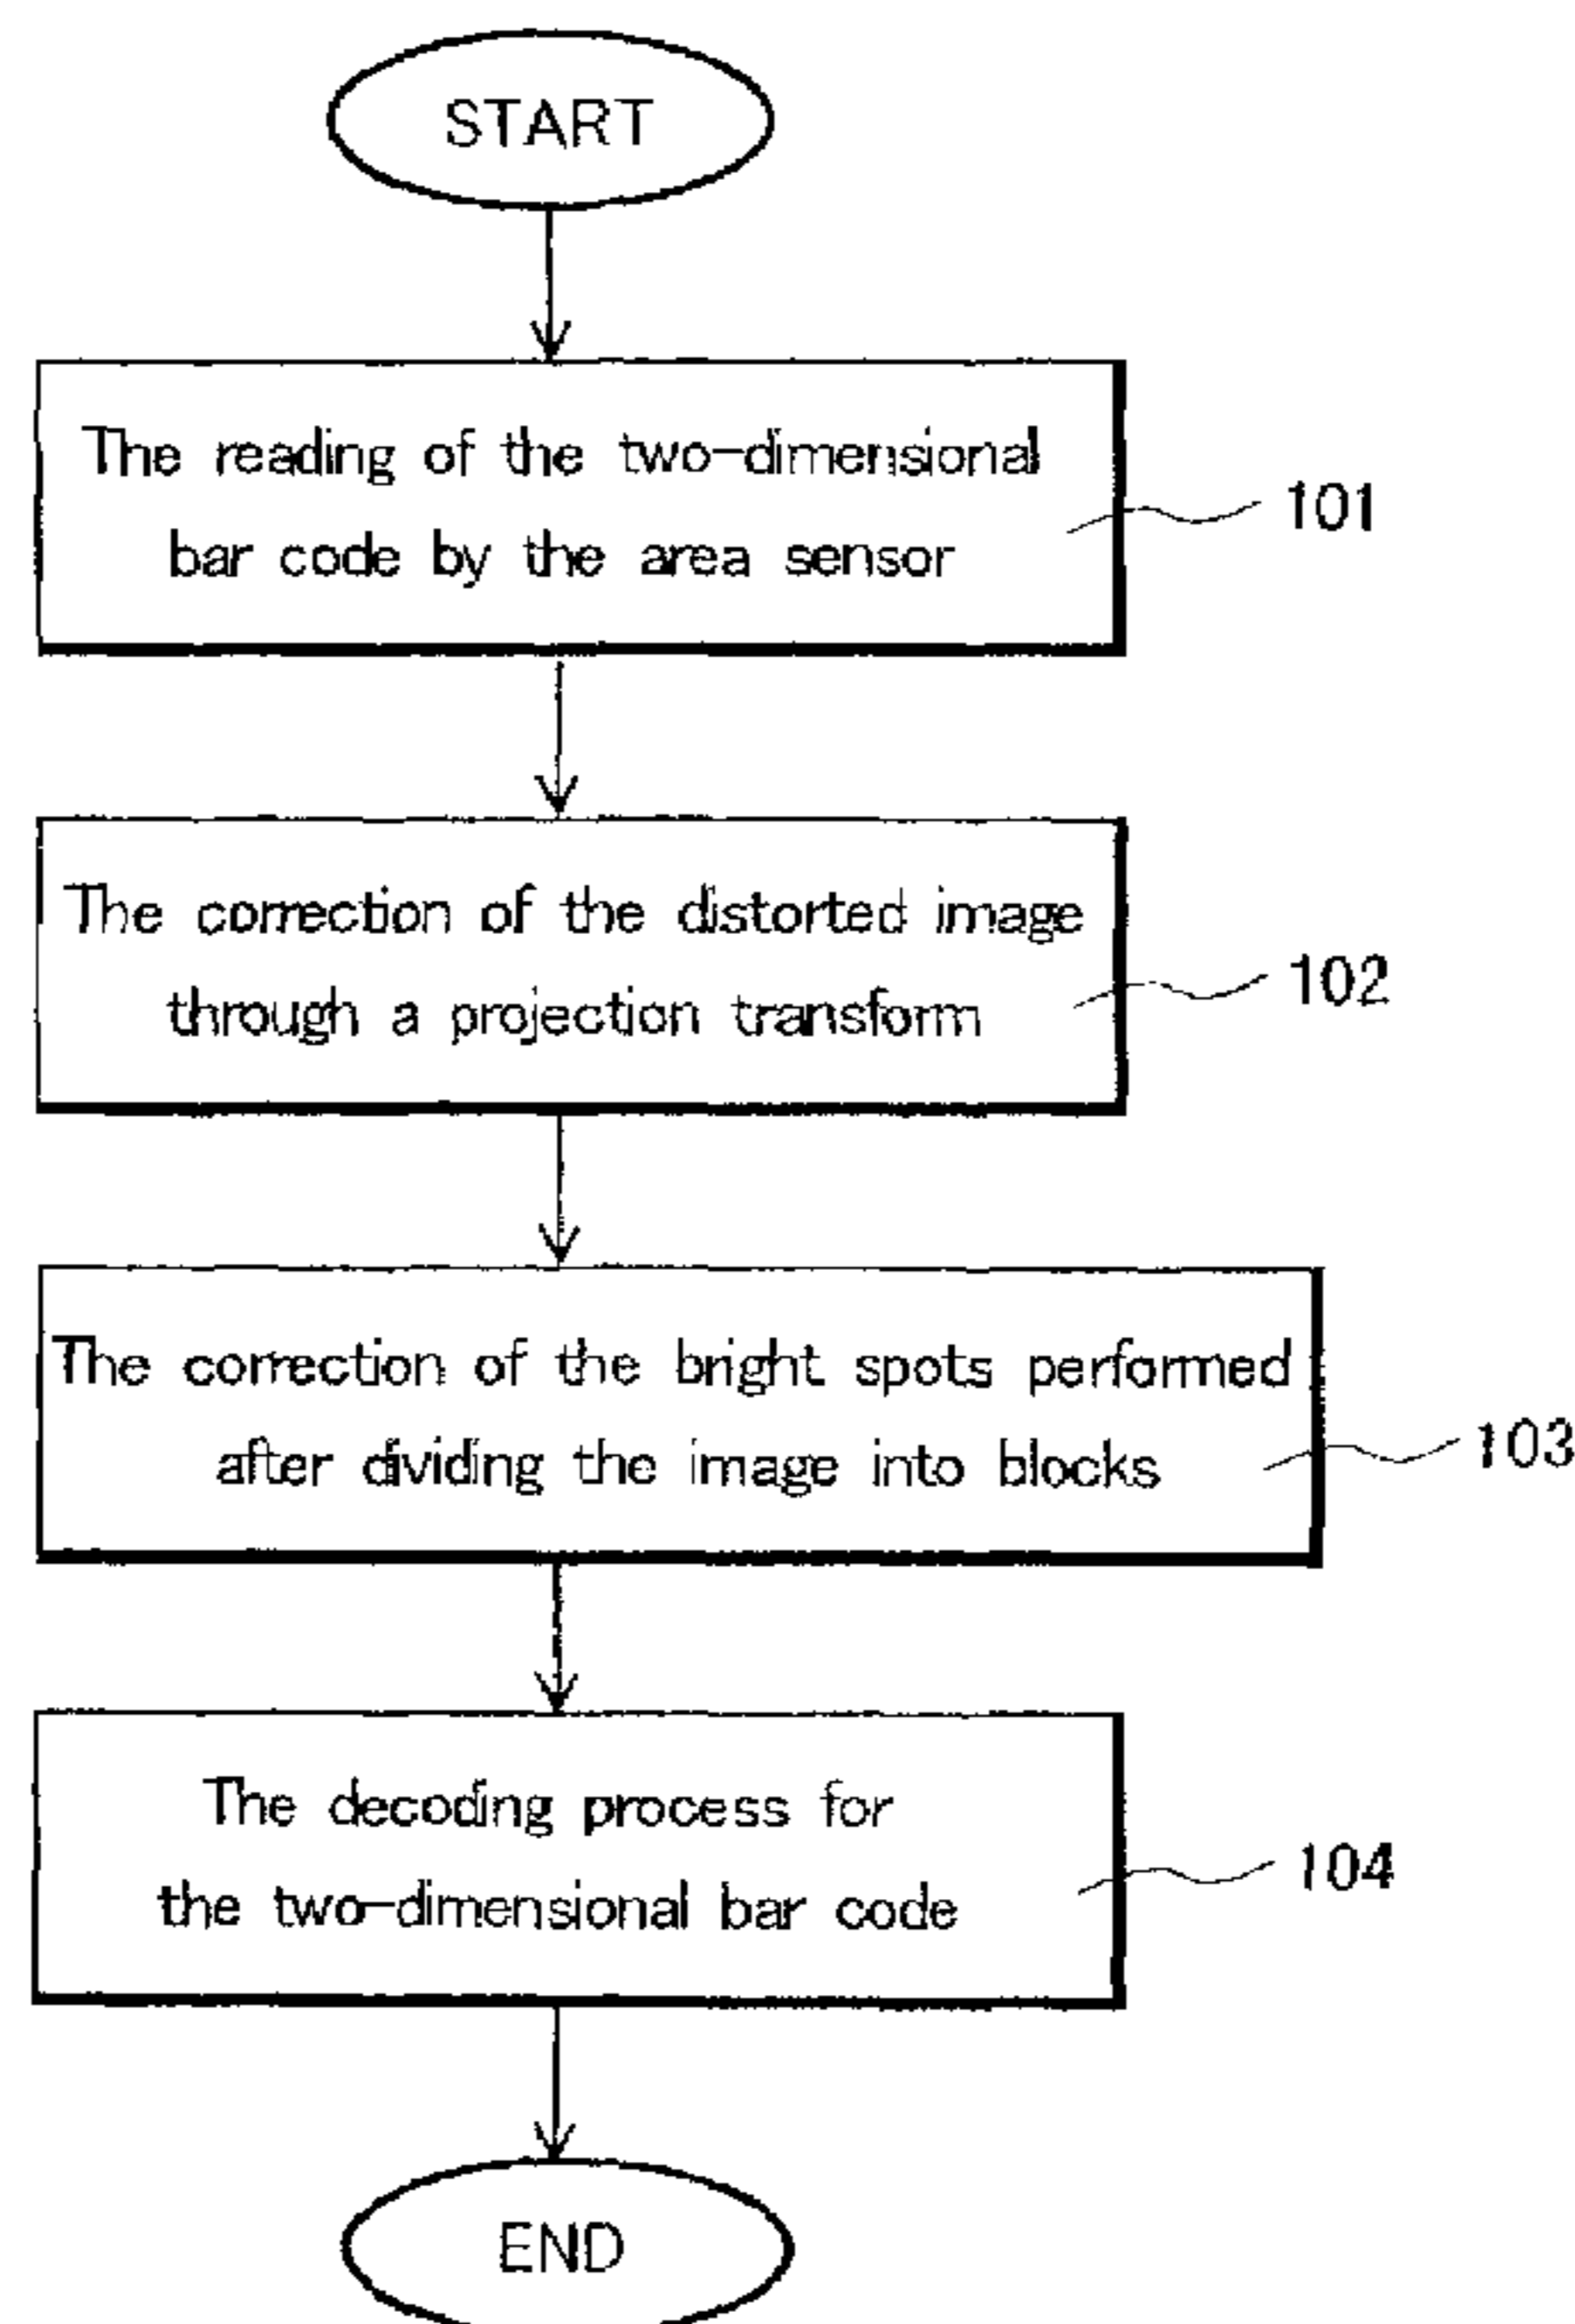 START
The reading of the two-dimensional
bar code by the area sensor
101
The correction of the distorted image
through a projection transform
102
The correction of the bright spots performed
after dividing the image into blocks
103
The decoding process for
the two-dimensional bar code
104
END